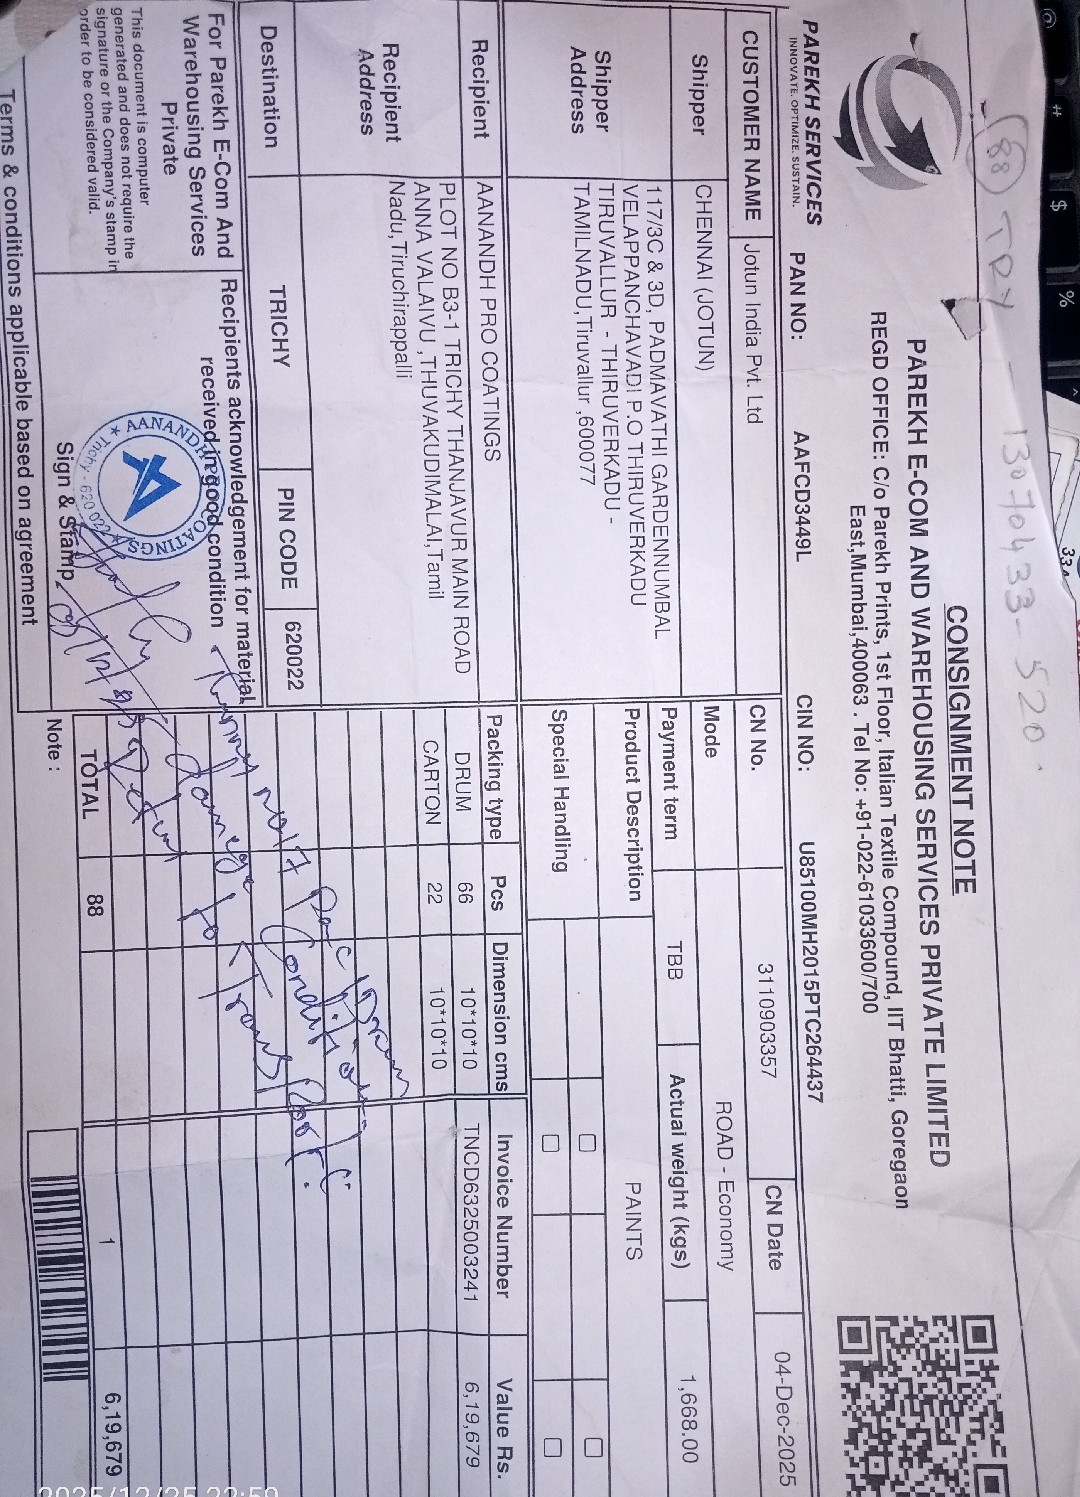 88 TRY - 13070433-520.
CONSIGNMENT NOTE
PAREKH E-COM AND WAREHOUSING SERVICES PRIVATE LIMITED
REGD OFFICE: C/o Parekh Prints, 1st Floor, Italian Textile Compound, IIT Bhatti, Goregaon
East,Mumbai,400063 . Tel No: +91-022-61033600/700
PAREKH SERVICES
INNOVATE. OPTIMIZE. SUSTAIN.
PAN NO: AAFCD3449L CIN NO: U85100MH2015PTC264437
CUSTOMER NAME Jotun India Pvt. Ltd
CN No. 3110903357 CN Date 04-Dec-2025
Shipper CHENNAI (JOTUN)
Mode ROAD - Economy
Shipper Address
117/3C & 3D, PADMAVATHI GARDENNUMBAL
VELAPPANCHAVADI P.O THIRUVERKADU
TIRUVALLUR - THIRUVERKADU -
TAMILNADU,Tiruvallur ,600077
Payment term TBB Actual weight (kgs) 1,668.00
Product Description PAINTS
Special Handling
Recipient AANANDH PRO COATINGS
Recipient Address
PLOT NO B3-1 TRICHY THANJAVUR MAIN ROAD
ANNA VALAIVU ,THUVAKUDIMALAI,Tamil
Nadu,Tiruchirappalli
Destination TRICHY PIN CODE 620022
Packing type Pcs Dimension cms Invoice Number Value Rs.
DRUM 66 10*10*10 TNCD6325003241 6,19,679
CARTON 22 10*10*10
TOTAL 88 1 6,19,679
For Parekh E-Com And
Warehousing Services
Private
This document is computer
generated and does not require the
signature or the Company's stamp in
order to be considered valid.
Recipients acknowledgement for material
received in good condition
AANANDH PRO COATINGS
Trichy - 620 022
Sign & Stamp
Note :
Terms & conditions applicable based on agreement
2025/12/25 22:59
@ # $ %